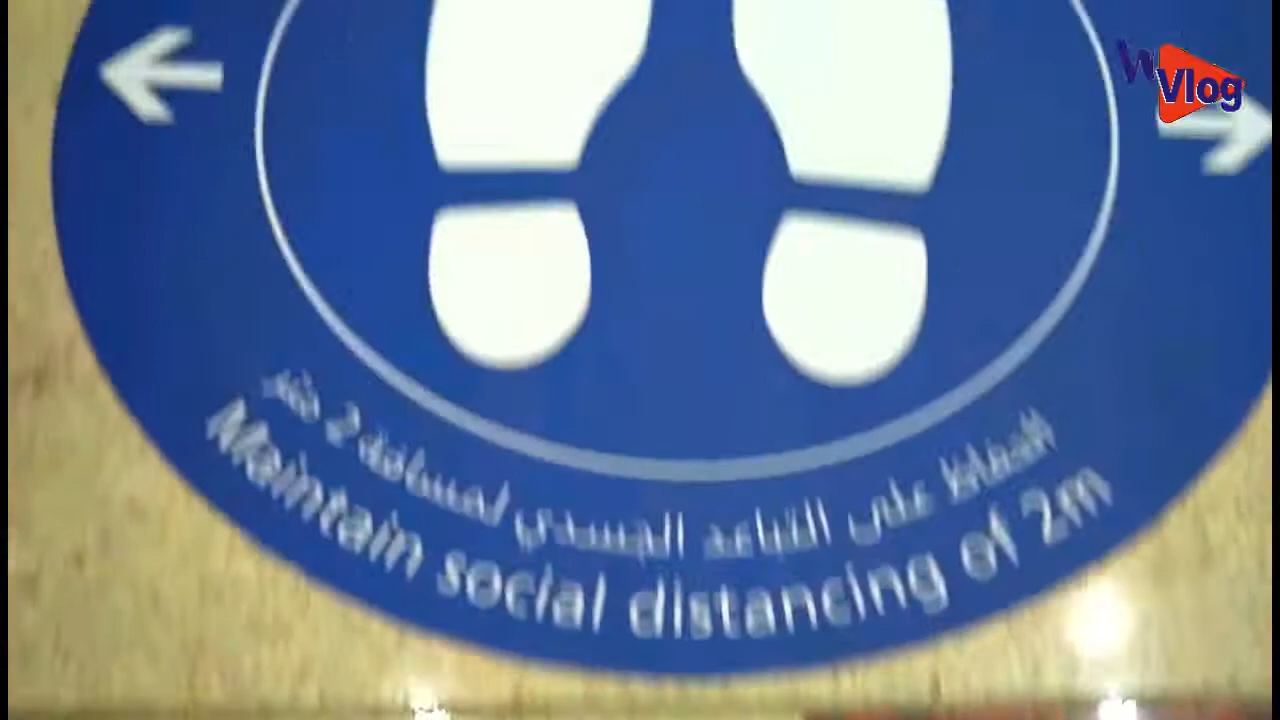 W
Vlog
الحفاظ على التباعد الجسدي لمسافة 2 متر
Maintain social distancing of 2m